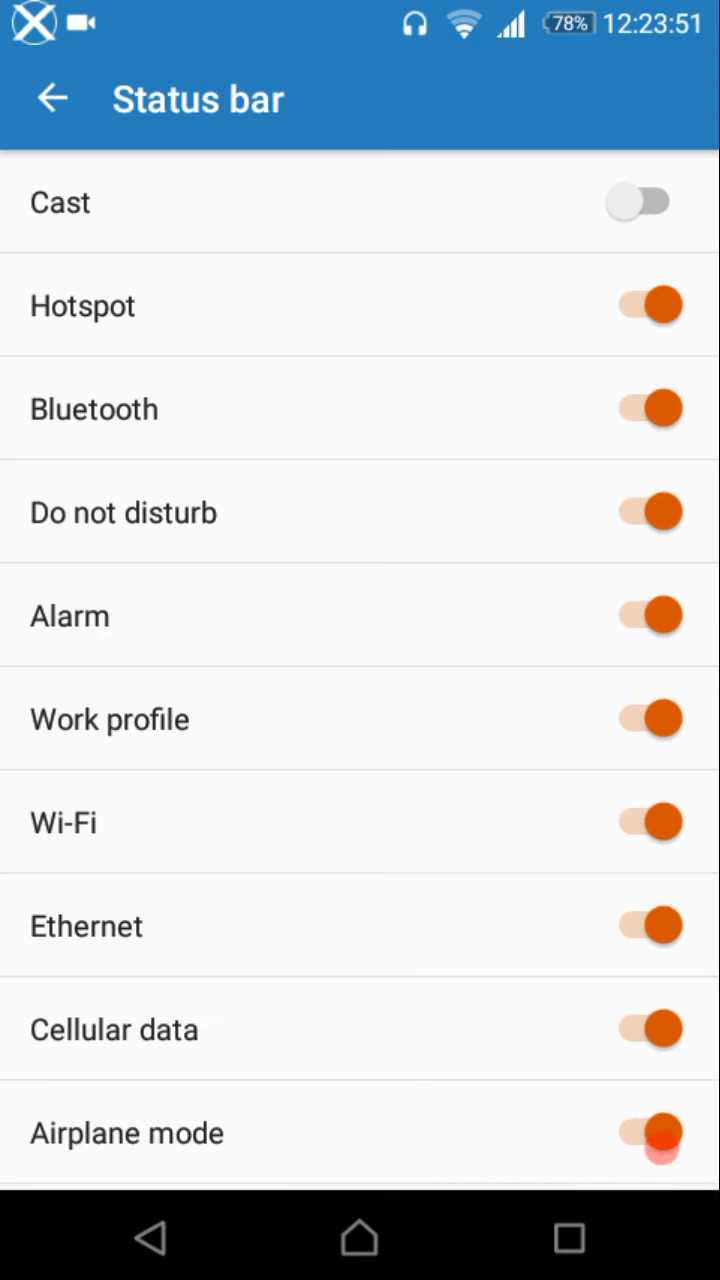 78% 12:23:51
Status bar
Cast
Hotspot
Bluetooth
Do not disturb
Alarm
Work profile
Wi-Fi
Ethernet
Cellular data
Airplane mode